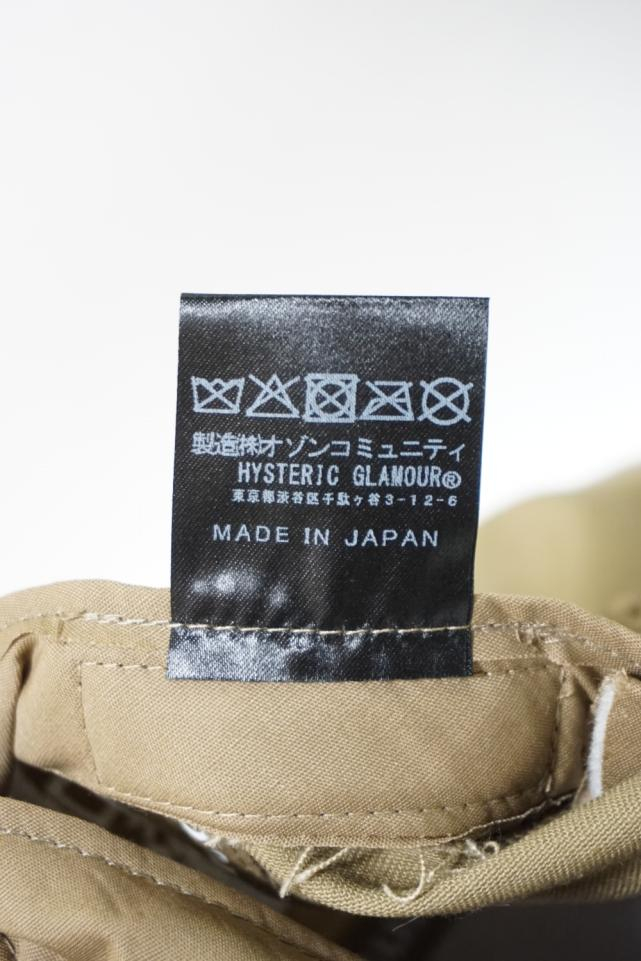 製造㈱オゾンコミュニティ
HYSTERIC GLAMOUR®
東京都渋谷区千駄ヶ谷3-12-6
MADE IN JAPAN